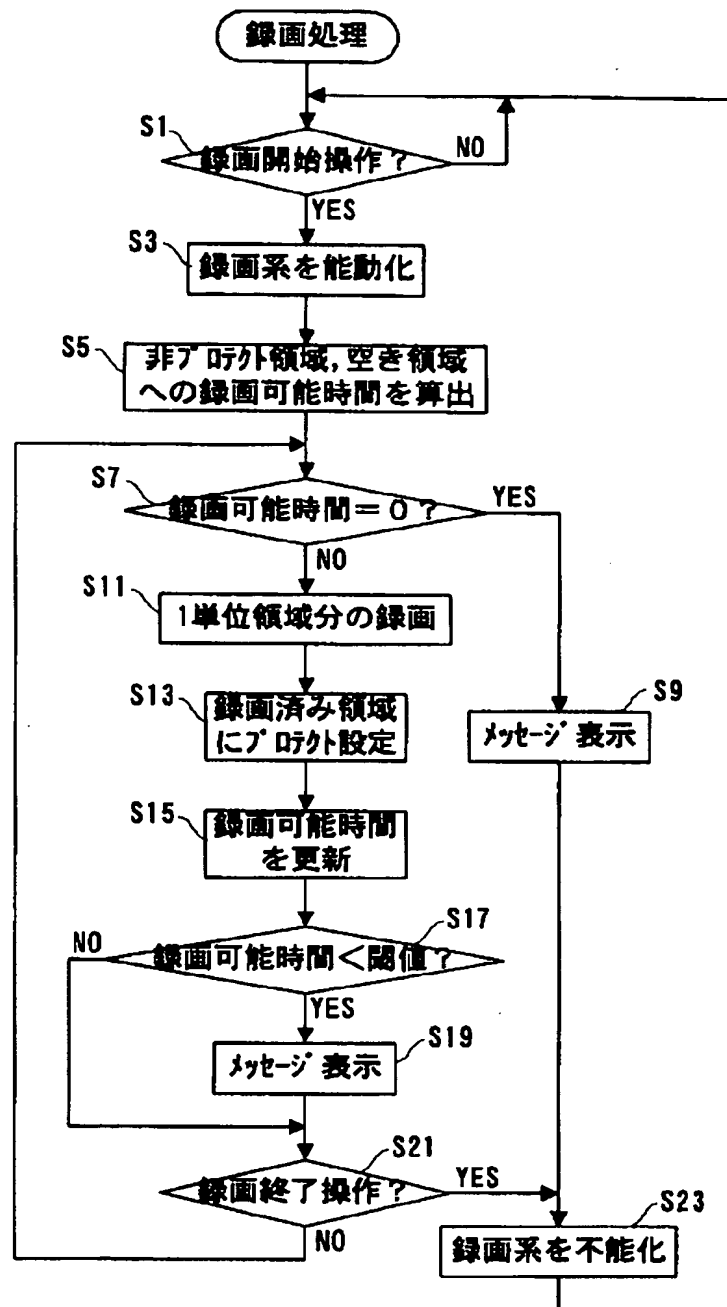 録画処理
S1
録画開始操作？
NO
YES
S3
録画系を能動化
S5
非ﾌﾟﾛﾃｸﾄ領域,空き領域
への録画可能時間を算出
S7
録画可能時間＝０？
YES
NO
S11
1単位領域分の録画
S13
録画済み領域
にﾌﾟﾛﾃｸﾄ設定
S9
ﾒｯｾｰｼﾞ表示
S15
録画可能時間
を更新
S17
録画可能時間＜閾値？
NO
YES
S19
ﾒｯｾｰｼﾞ表示
S21
録画終了操作？
YES
NO
S23
録画系を不能化